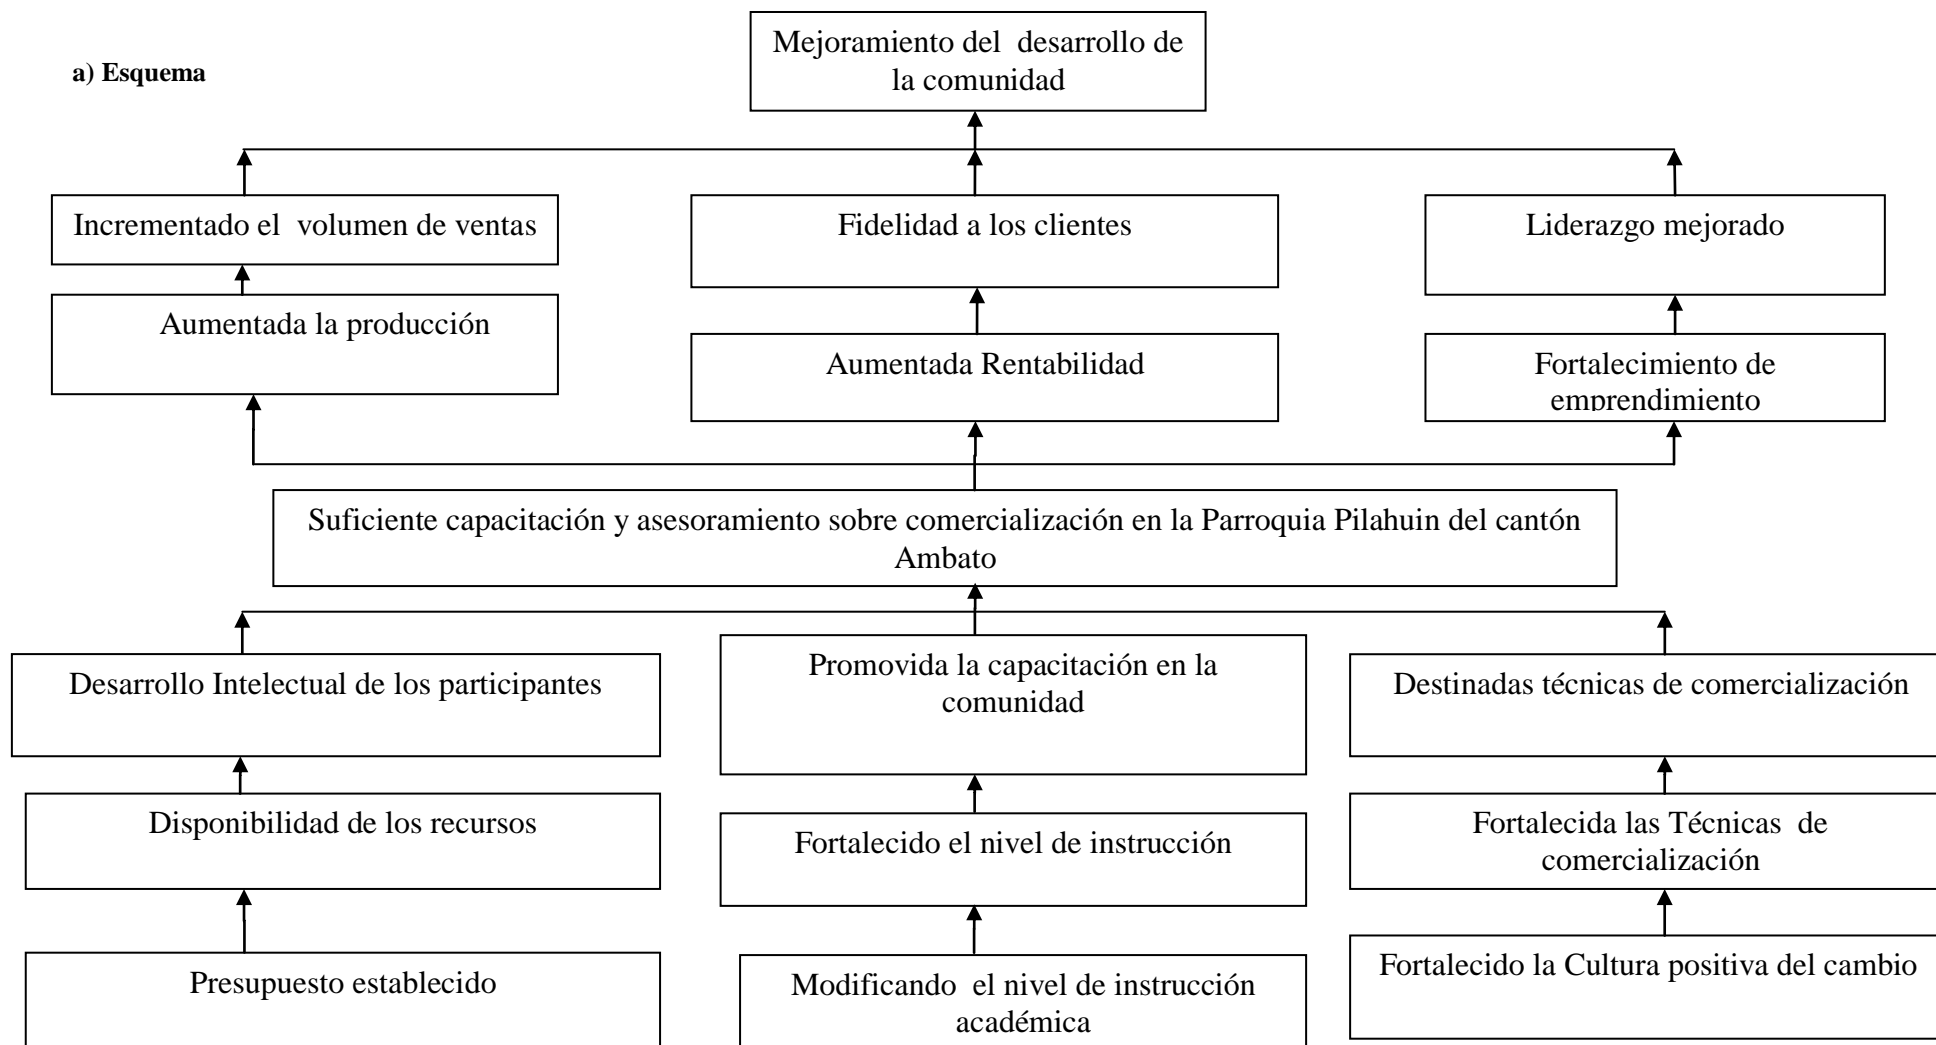 Mejoramiento del desarrollo de
la comunidad
a) Esquema
Incrementado el volumen de ventas
Fidelidad a los clientes
Liderazgo mejorado
Aumentada la producción
Aumentada Rentabilidad
Fortalecimiento de
emprendimiento
Suficiente capacitación y asesoramiento sobre comercialización en la Parroquia Pilahuin del cantón
Ambato
Desarrollo Intelectual de los participantes
Promovida la capacitación en la
comunidad
Destinadas técnicas de comercialización
Disponibilidad de los recursos
Fortalecido el nivel de instrucción
Fortalecida las Técnicas de
comercialización
Presupuesto establecido
Modificando el nivel de instrucción
académica
Fortalecido la Cultura positiva del cambio